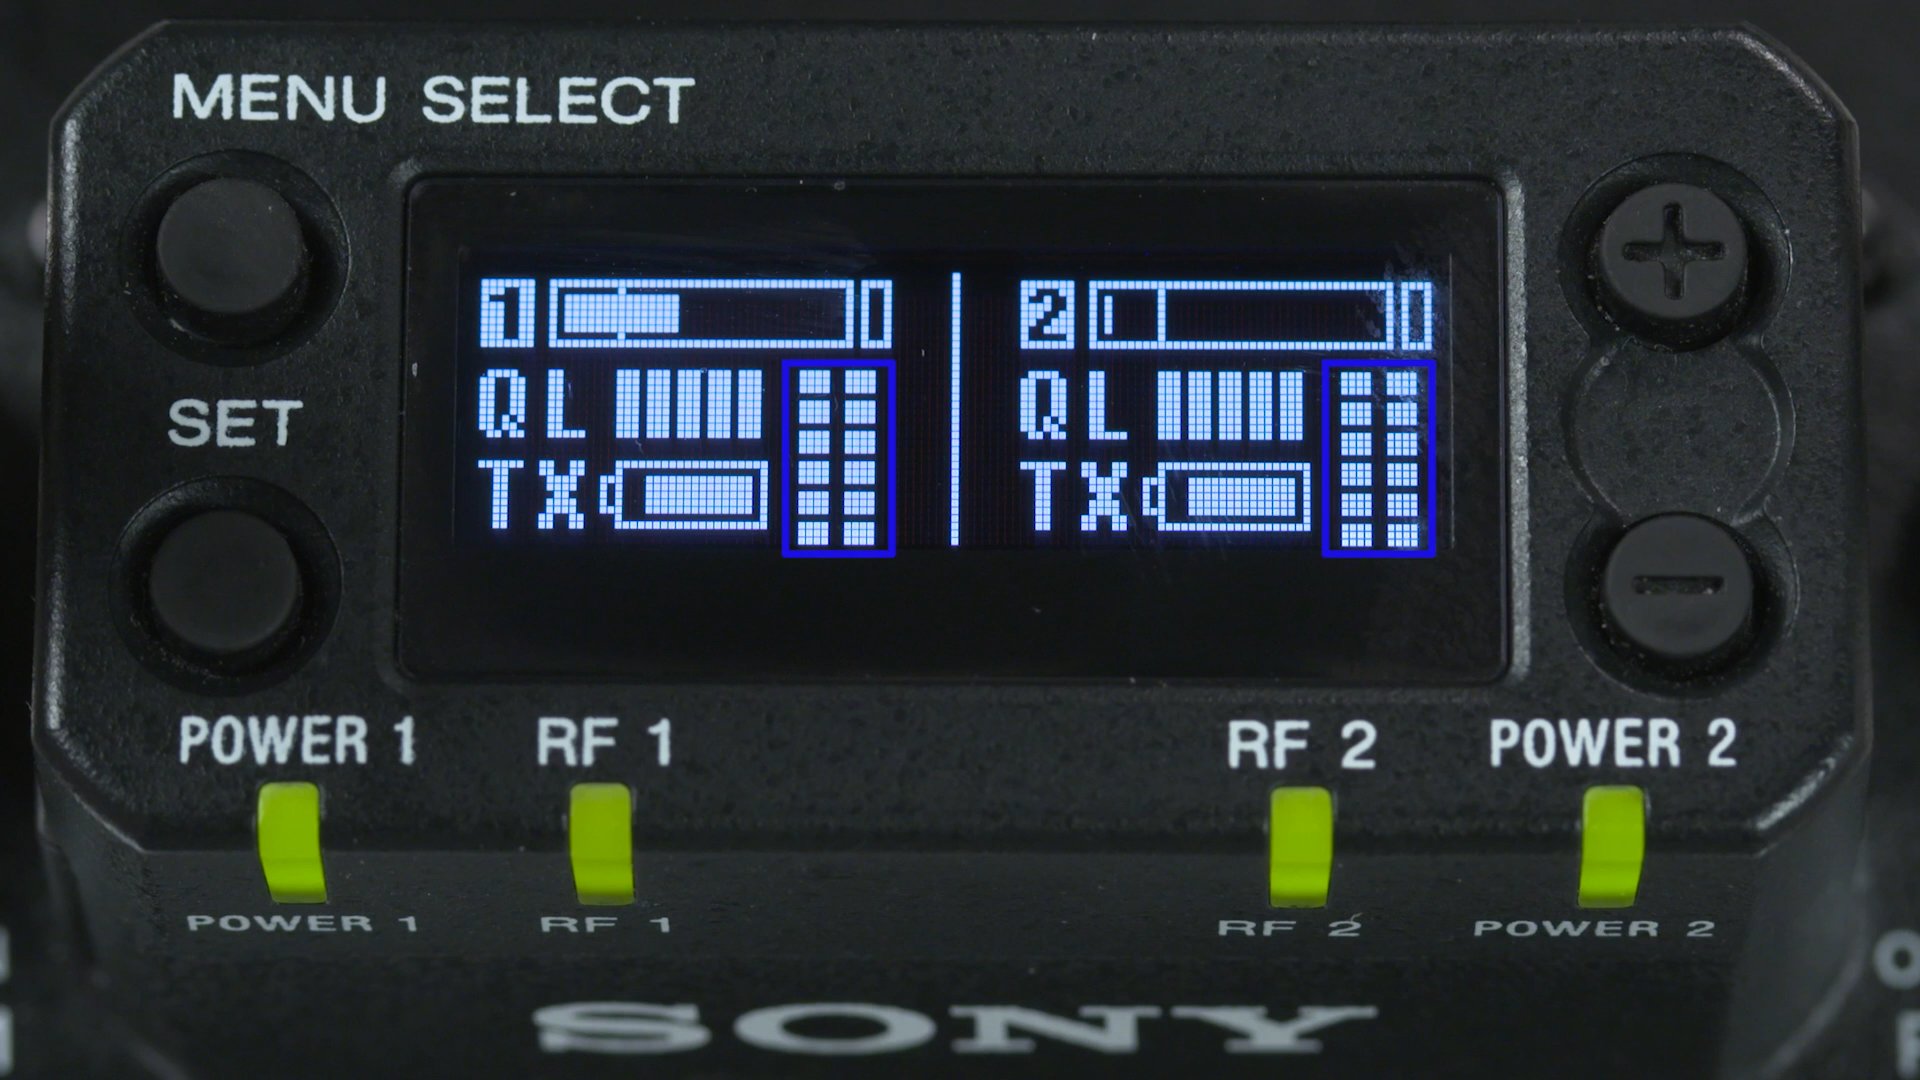 MENU SELECT
SET
1
2
QL
QL
TX
TX
POWER 1
RF 1
RF 2
POWER 2
POWER 1
RF 1
RF 2
POWER 2
SONY